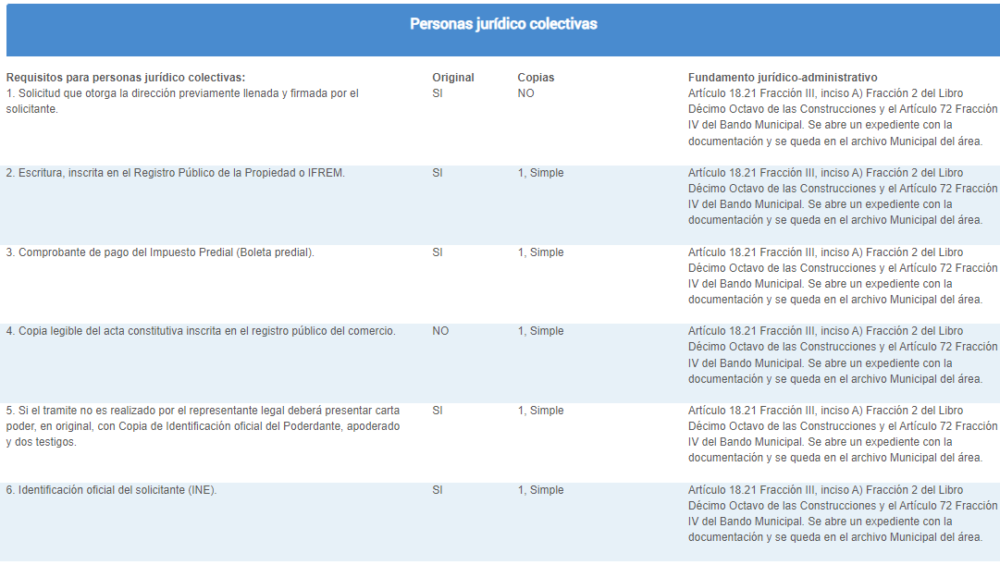 Personas jurídico colectivas
Requisitos para personas jurídico colectivas: Original Copias Fundamento jurídico-administrativo
1. Solicitud que otorga la dirección previamente llenada y firmada por el SI NO Artículo 18.21 Fracción III, inciso A) Fracción 2 del Libro
solicitante. Décimo Octavo de las Construcciones y el Artículo 72 Fracción
IV del Bando Municipal. Se abre un expediente con la
documentación y se queda en el archivo Municipal del área.
2. Escritura, inscrita en el Registro Público de la Propiedad o IFREM. SI 1, Simple Artículo 18.21 Fracción III, inciso A) Fracción 2 del Libro
Décimo Octavo de las Construcciones y el Artículo 72 Fracción
IV del Bando Municipal. Se abre un expediente con la
documentación y se queda en el archivo Municipal del área.
3. Comprobante de pago del Impuesto Predial (Boleta predial). SI 1, Simple Artículo 18.21 Fracción III, inciso A) Fracción 2 del Libro
Décimo Octavo de las Construcciones y el Artículo 72 Fracción
IV del Bando Municipal. Se abre un expediente con la
documentación y se queda en el archivo Municipal del área.
4. Copia legible del acta constitutiva inscrita en el registro público del comercio. NO 1, Simple Artículo 18.21 Fracción III, inciso A) Fracción 2 del Libro
Décimo Octavo de las Construcciones y el Artículo 72 Fracción
IV del Bando Municipal. Se abre un expediente con la
documentación y se queda en el archivo Municipal del área.
5. Si el tramite no es realizado por el representante legal deberá presentar carta SI 1, Simple Artículo 18.21 Fracción III, inciso A) Fracción 2 del Libro
poder, en original, con Copia de Identificación oficial del Poderdante, apoderado Décimo Octavo de las Construcciones y el Artículo 72 Fracción
y dos testigos. IV del Bando Municipal. Se abre un expediente con la
documentación y se queda en el archivo Municipal del área.
6. Identificación oficial del solicitante (INE). SI 1, Simple Artículo 18.21 Fracción III, inciso A) Fracción 2 del Libro
Décimo Octavo de las Construcciones y el Artículo 72 Fracción
IV del Bando Municipal. Se abre un expediente con la
documentación y se queda en el archivo Municipal del área.